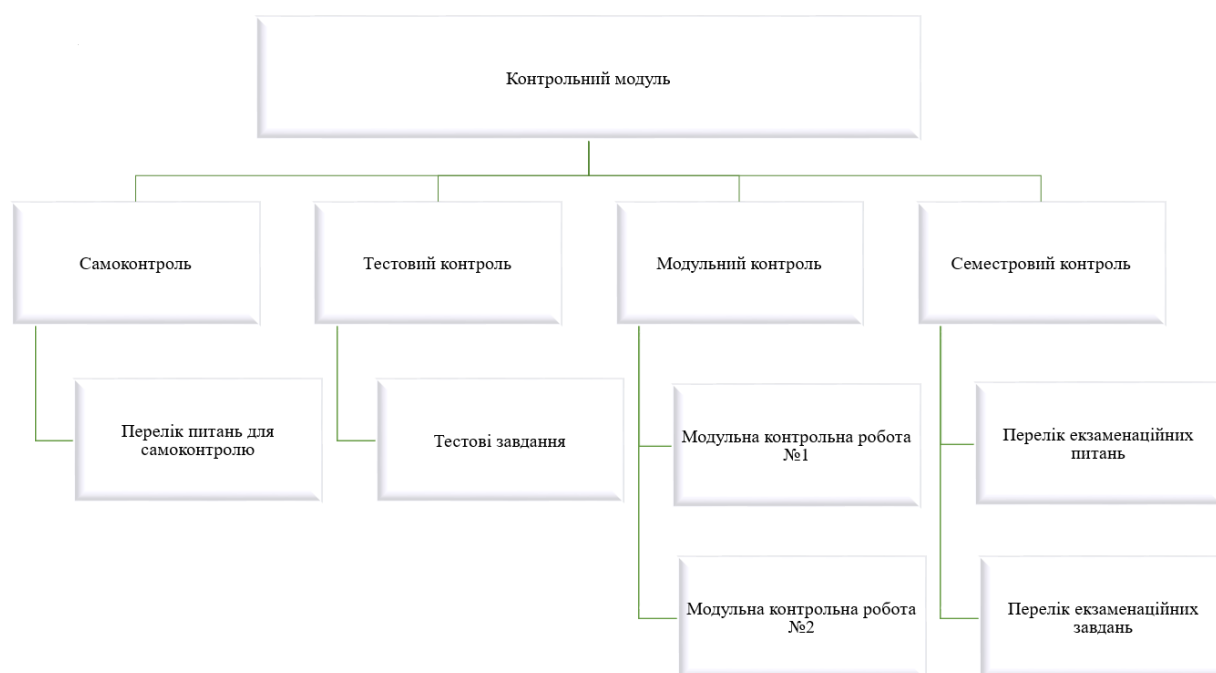 Контрольний модуль
Самоконтроль
Тестовий контроль
Модульний контроль
Семестровий контроль
Перелік питань для
самоконтролю
Тестові завдання
Модульна контрольна робота
№1
Перелік екзаменаційних
питань
Модульна контрольна робота
№2
Перелік екзаменаційних
завдань